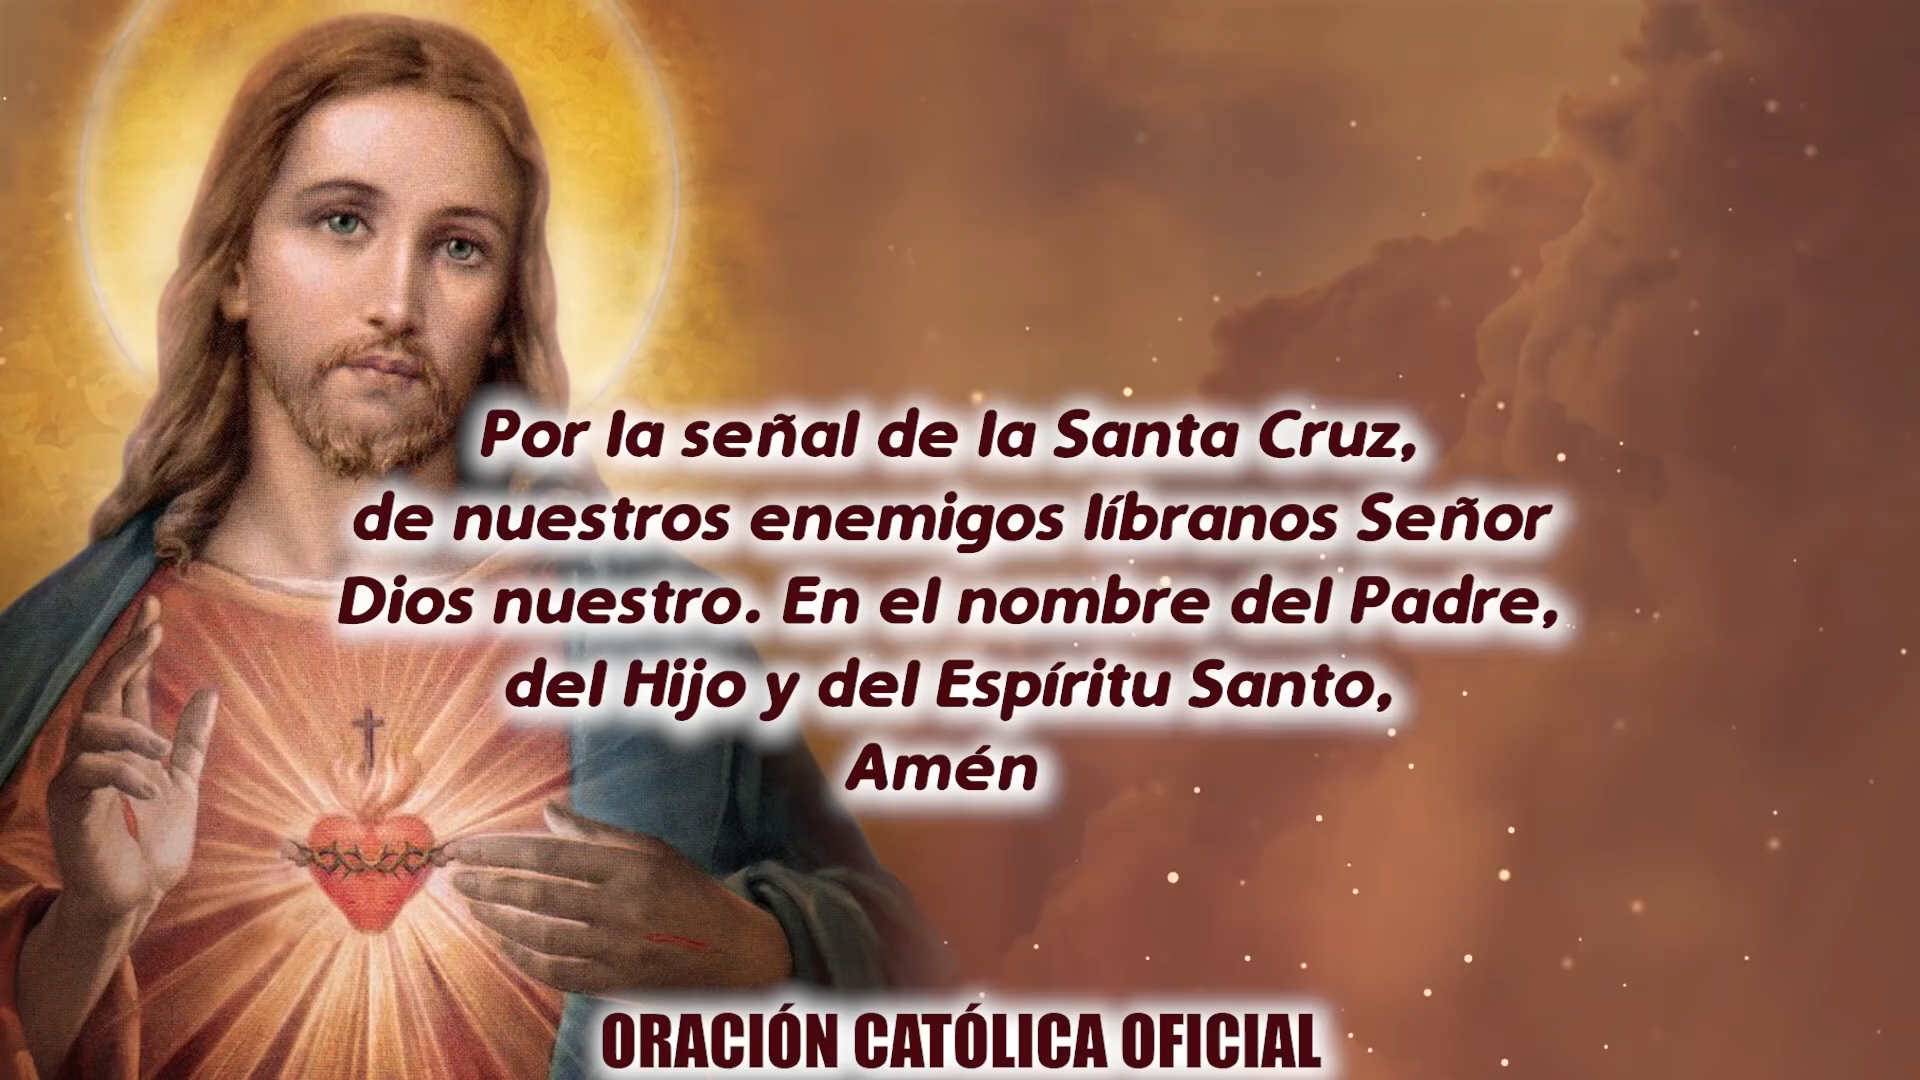 Por la señal de la Santa Cruz,
de nuestros enemigos líbranos Señor
Dios nuestro. En el nombre del Padre,
del Hijo y del Espíritu Santo,
Amén
ORACIÓN CATÓLICA OFICIAL